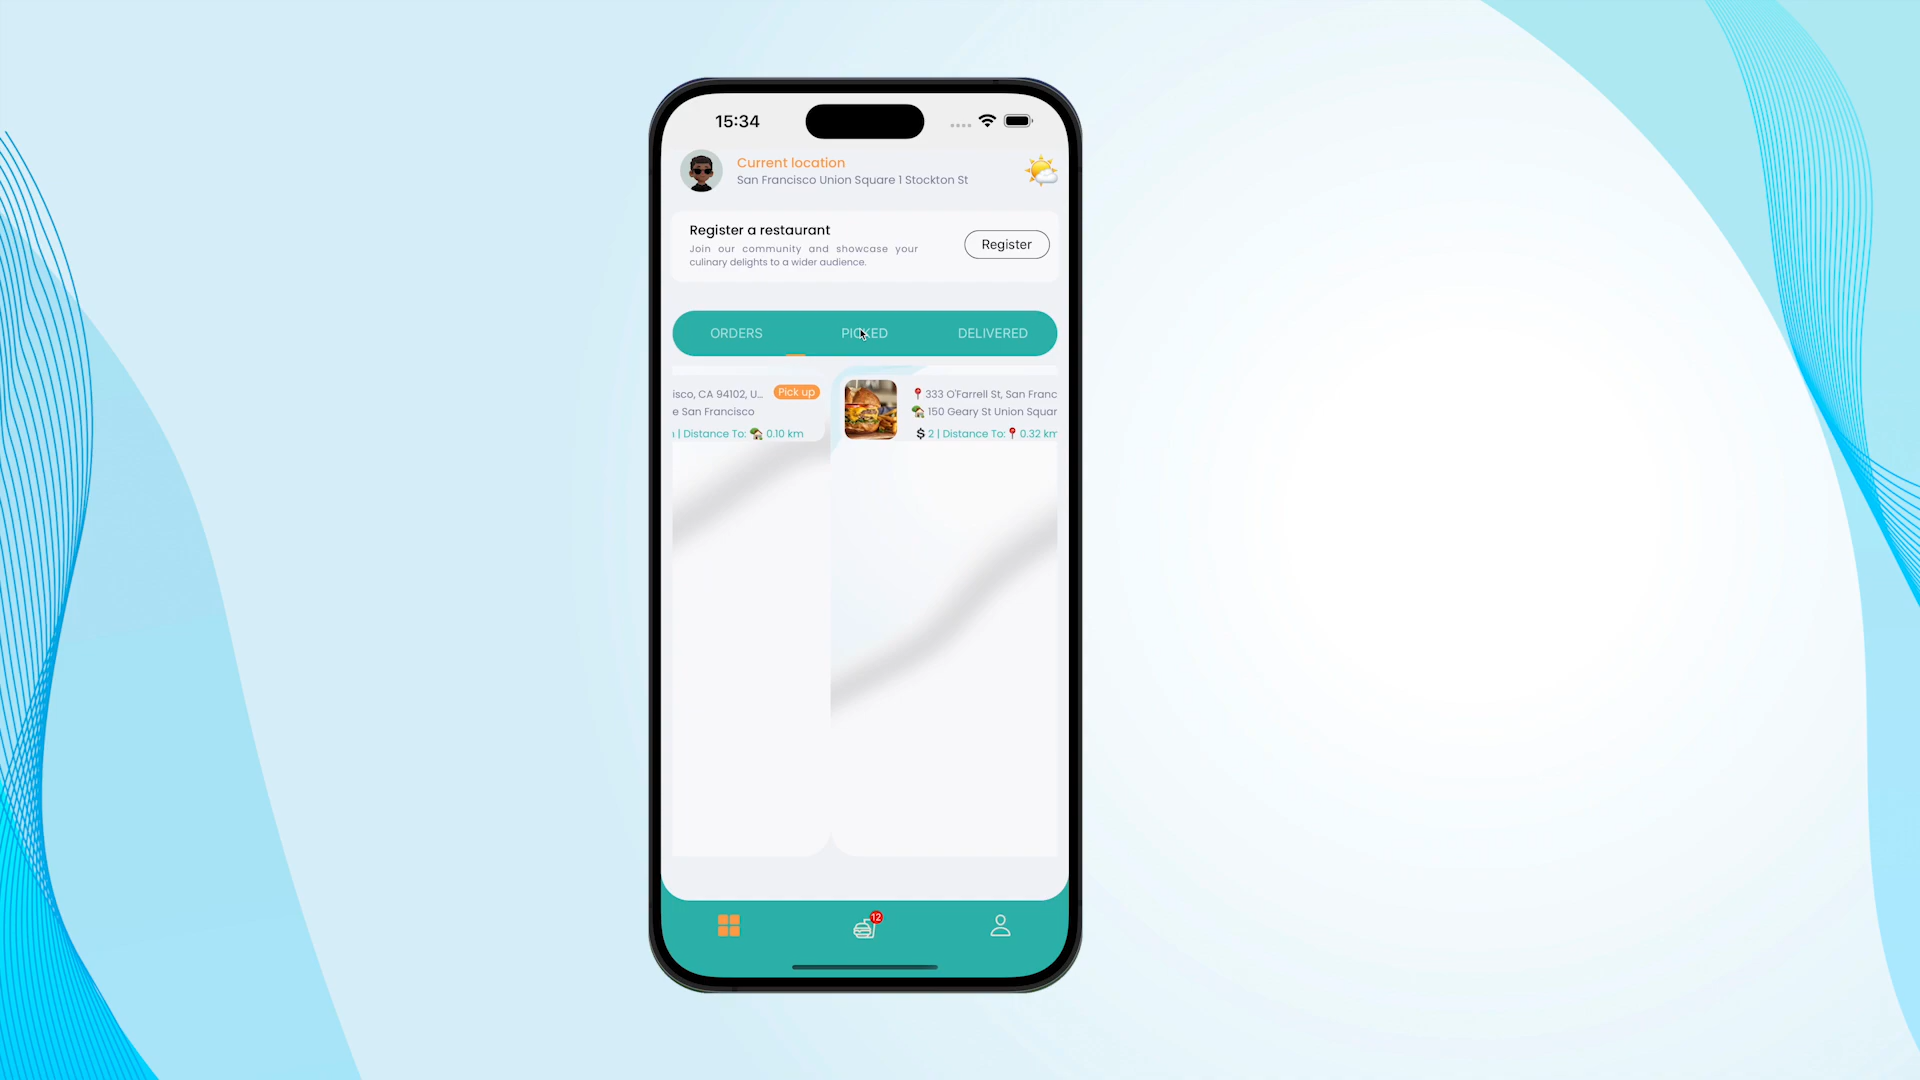 15:34
Current location
San Francisco Union Square 1 Stockton St
Register a restaurant
Join our community and showcase your
culinary delights to a wider audience.
Register
ORDERS
PICKED
DELIVERED
isco, CA 94102, U...
Pick up
e San Francisco
| Distance To: 0.10 km
333 O'Farrell St, San Franc
150 Geary St Union Squar
$ 2 | Distance To: 0.32 km
12